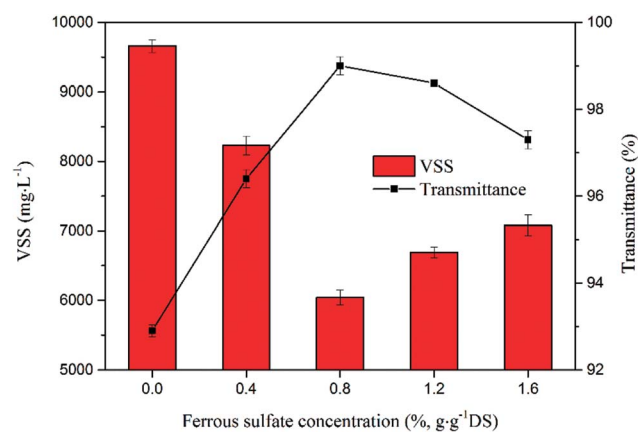 10000
9000
8000
7000
6000
5000
VSS (mg·L⁻¹)
VSS
Transmittance
100
98
96
94
92
Transmittance (%)
0.0 0.4 0.8 1.2 1.6
Ferrous sulfate concentration (%, g·g⁻¹DS)